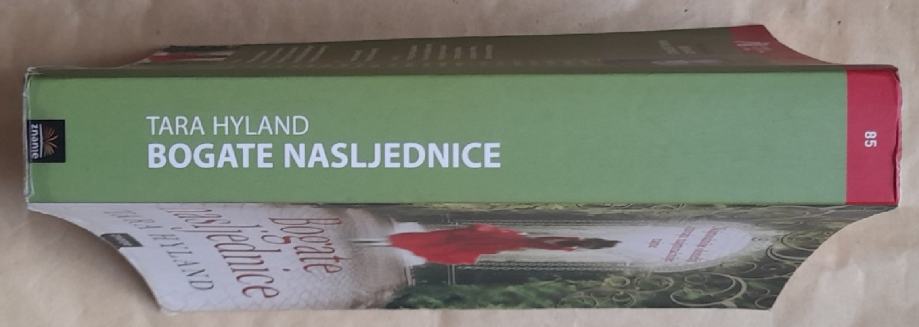 TARA HYLAND
BOGATE NASLJEDNICE
znanje
85
Bogate
nasljednice
TARA HYLAND